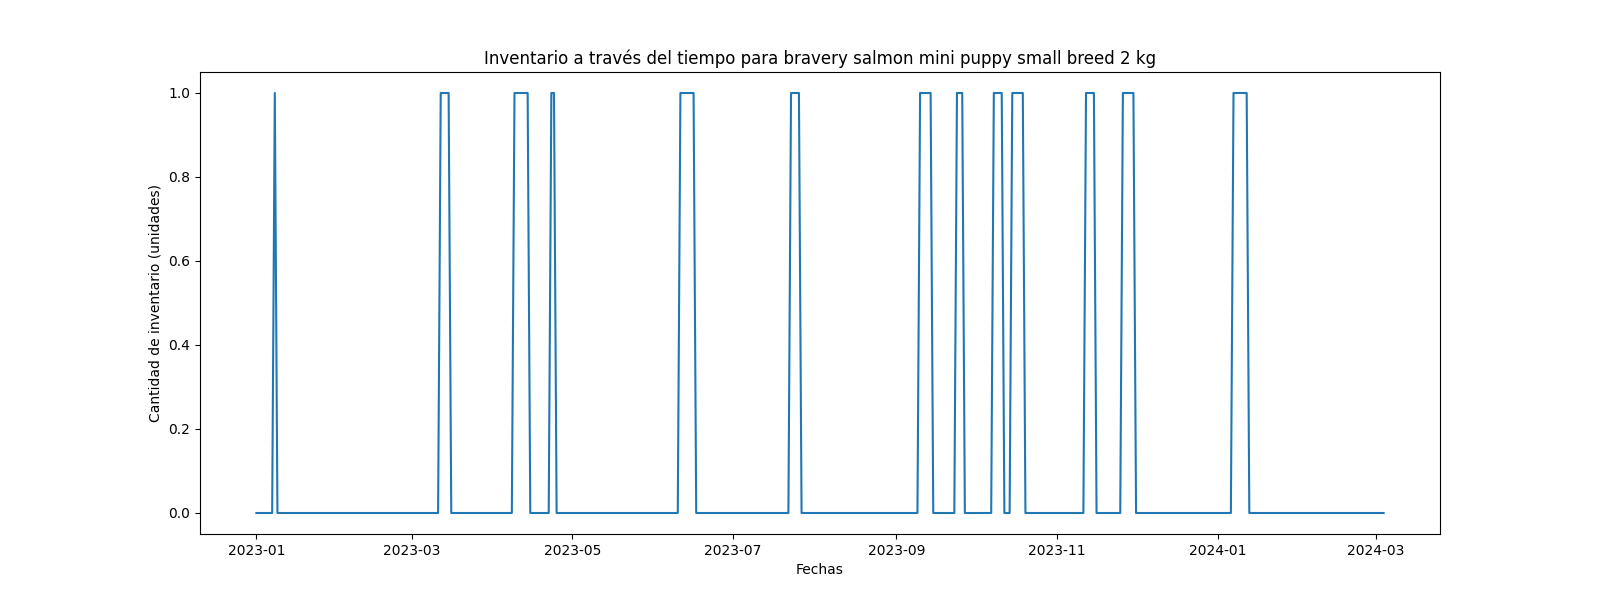 Inventario a través del tiempo para bravery salmon mini puppy small breed 2 kg
Cantidad de inventario (unidades)
1.0
0.8
0.6
0.4
0.2
0.0
2023-01 2023-03 2023-05 2023-07 2023-09 2023-11 2024-01 2024-03
Fechas